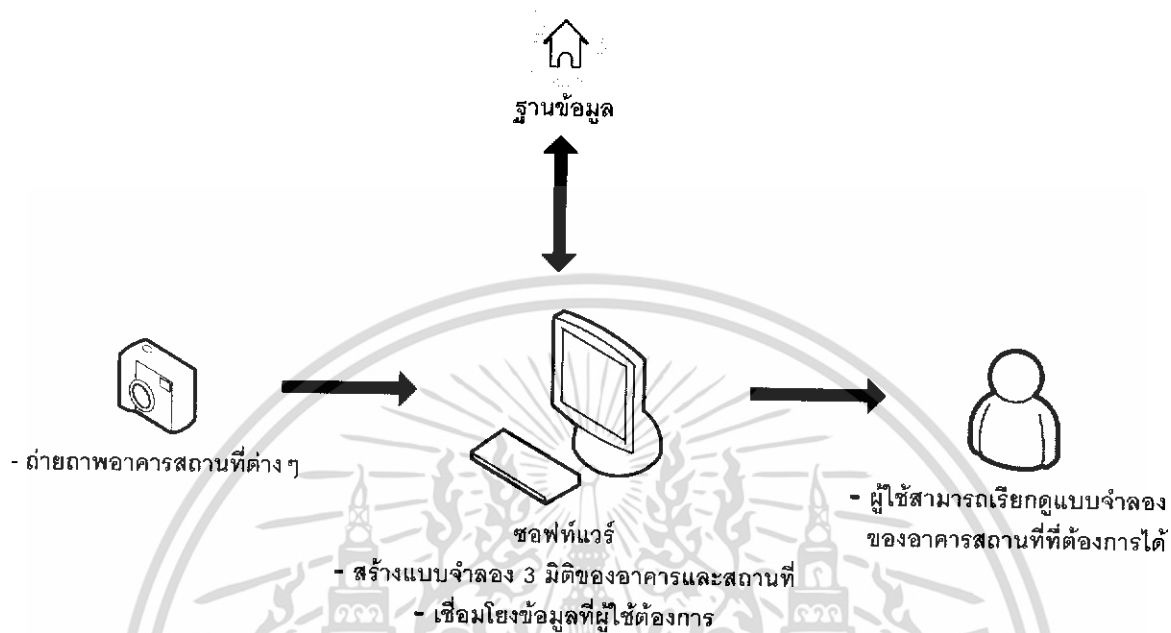 ฐานข้อมูล
- ถ่ายถาพอาคารสถานที่ต่างๆ
ซอฟท์แวร์
- สร้างแบบจำลอง 3 มิติของอาคารและสถานที่
- เชื่อมโยงข้อมูลที่ผู้ใช้ต้องการ
- ผู้ใช้สามารถเรียกดูแบบจำลอง
ของอาคารสถานที่ที่ต้องการได้